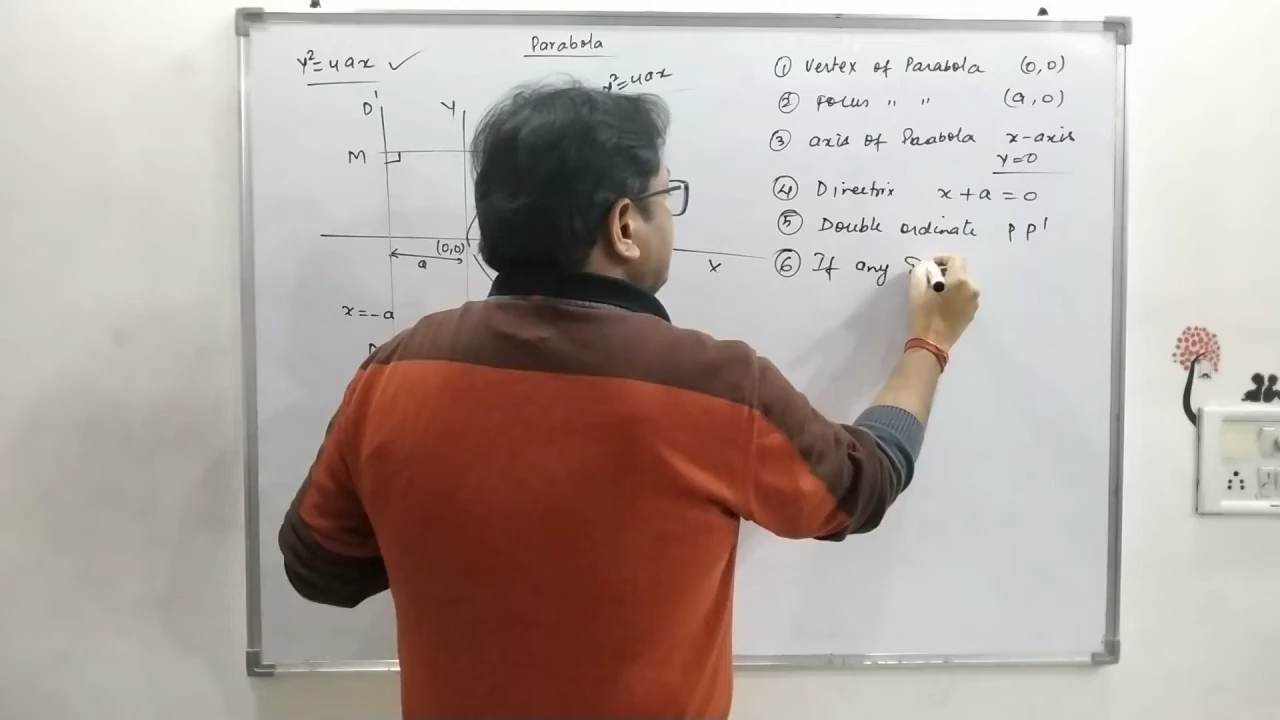 Parabola
y²=4ax ✓
y²=4ax
D'
Y
M
(0,0)
a
X
x=-a
① Vertex of Parabola (0,0)
② Focus " " (a,0)
③ axis of Parabola x-axis
y=0
④ Directrix x+a=0
⑤ Double ordinate PP'
⑥ If any